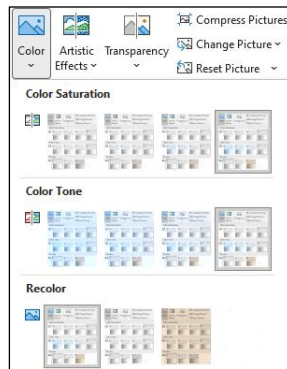 Color
Artistic
Effects
Transparency
Compress Pictures
Change Picture
Reset Picture
Color Saturation
Color Tone
Recolor